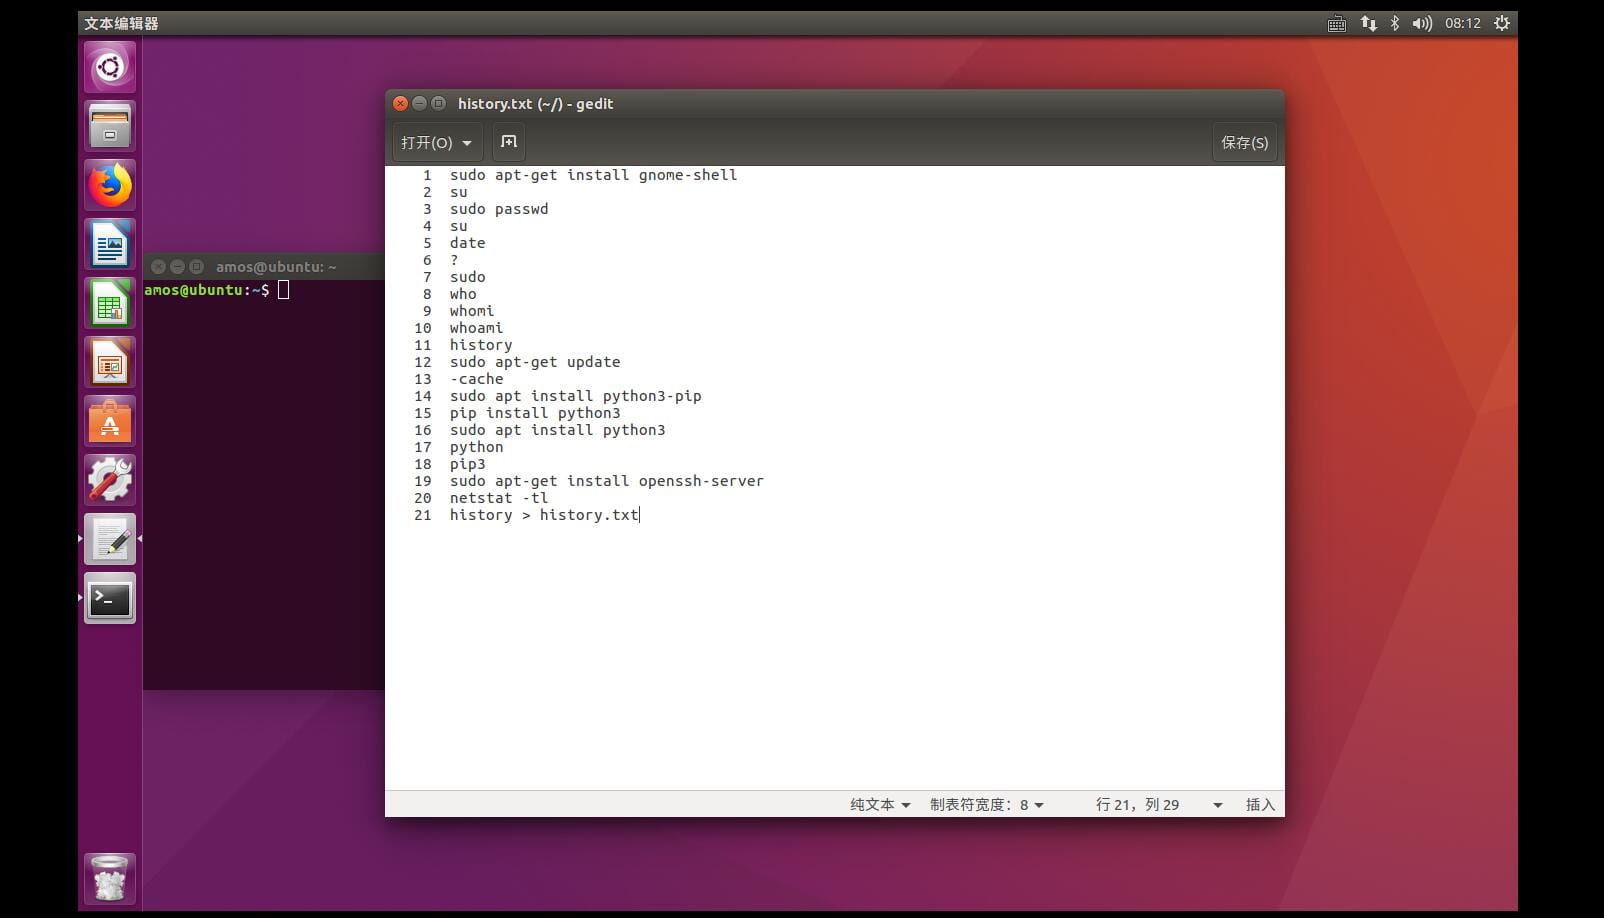 文本编辑器
08:12
history.txt (~/) - gedit
打开(O)
保存(S)
1 sudo apt-get install gnome-shell
2 su
3 sudo passwd
4 su
5 date
6 ?
7 sudo
8 who
9 whomi
10 whoami
11 history
12 sudo apt-get update
13 -cache
14 sudo apt install python3-pip
15 pip install python3
16 sudo apt install python3
17 python
18 pip3
19 sudo apt-get install openssh-server
20 netstat -tl
21 history > history.txt
amos@ubuntu: ~
amos@ubuntu:~$
纯文本 制表符宽度：8 行 21，列 29 插入